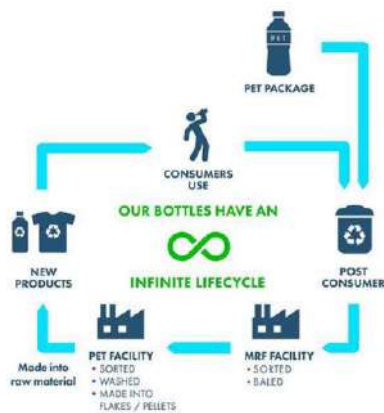 PET
PET PACKAGE
CONSUMERS
USE
OUR BOTTLES HAVE AN
INFINITE LIFECYCLE
NEW
PRODUCTS
POST
CONSUMER
PET FACILITY
• SORTED
• WASHED
• MADE INTO
FLAKES / PELLETS
MRF FACILITY
• SORTED
• BALED
Made into
raw material